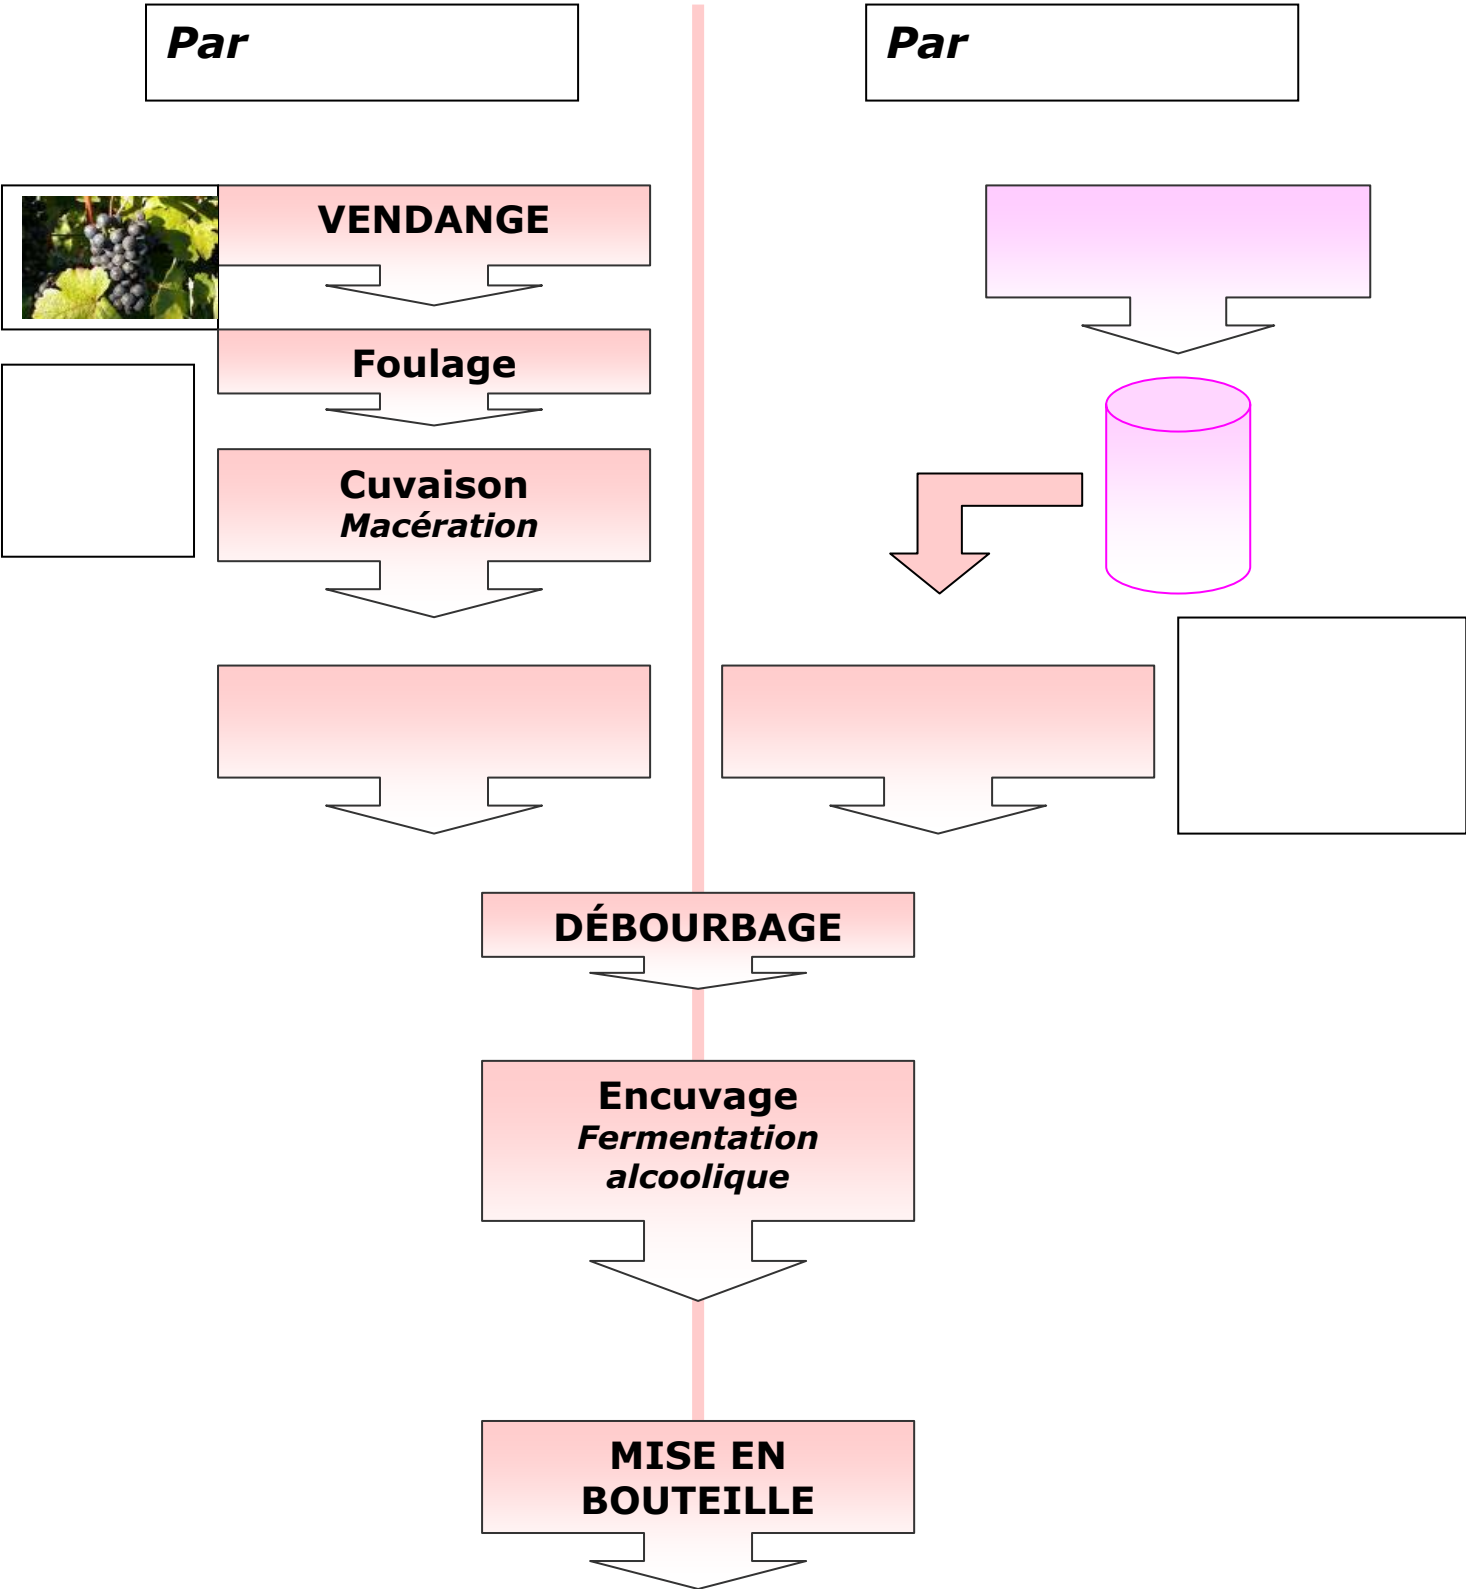 Par
Par
VENDANGE
Foulage
Cuvaison
Macération
DÉBOURBAGE
Encuvage
Fermentation
alcoolique
MISE EN
BOUTEILLE